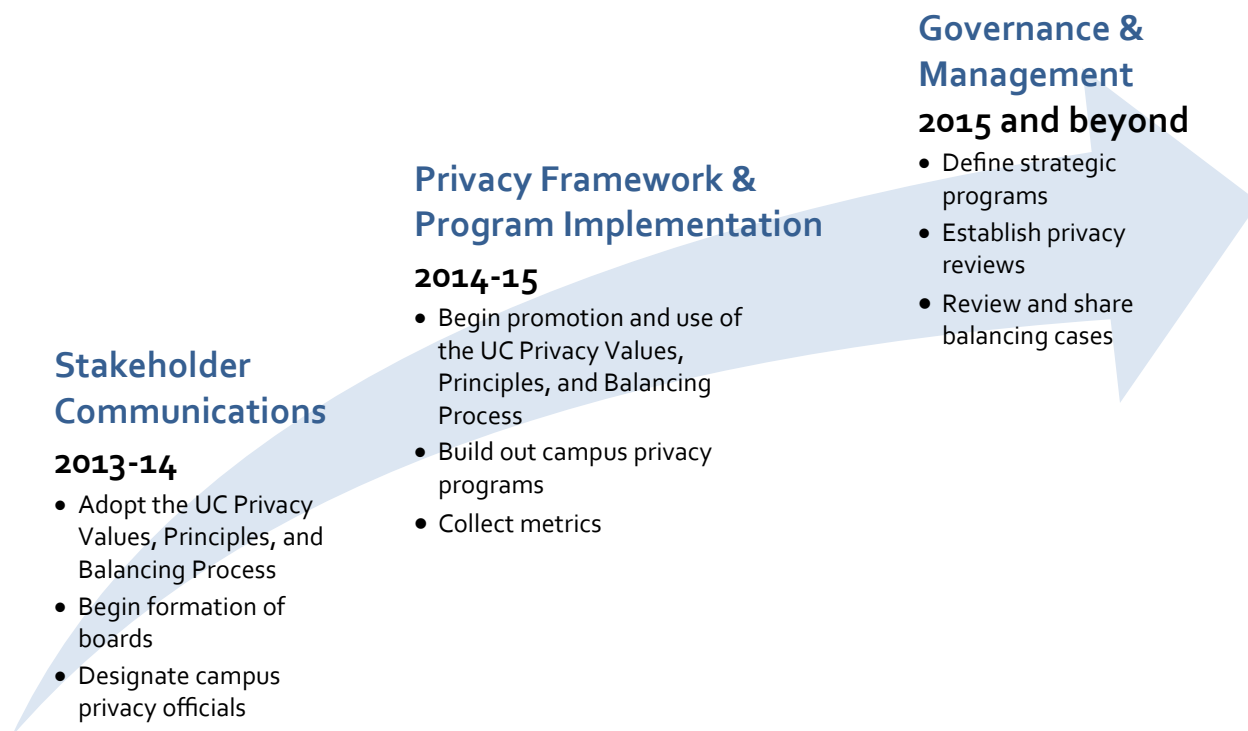 Stakeholder
Communications
2013-14
• Adopt the UC Privacy
Values, Principles, and
Balancing Process
• Begin formation of
boards
• Designate campus
privacy officials
Privacy Framework &
Program Implementation
2014-15
• Begin promotion and use of
the UC Privacy Values,
Principles, and Balancing
Process
• Build out campus privacy
programs
• Collect metrics
Governance &
Management
2015 and beyond
• Define strategic
programs
• Establish privacy
reviews
• Review and share
balancing cases